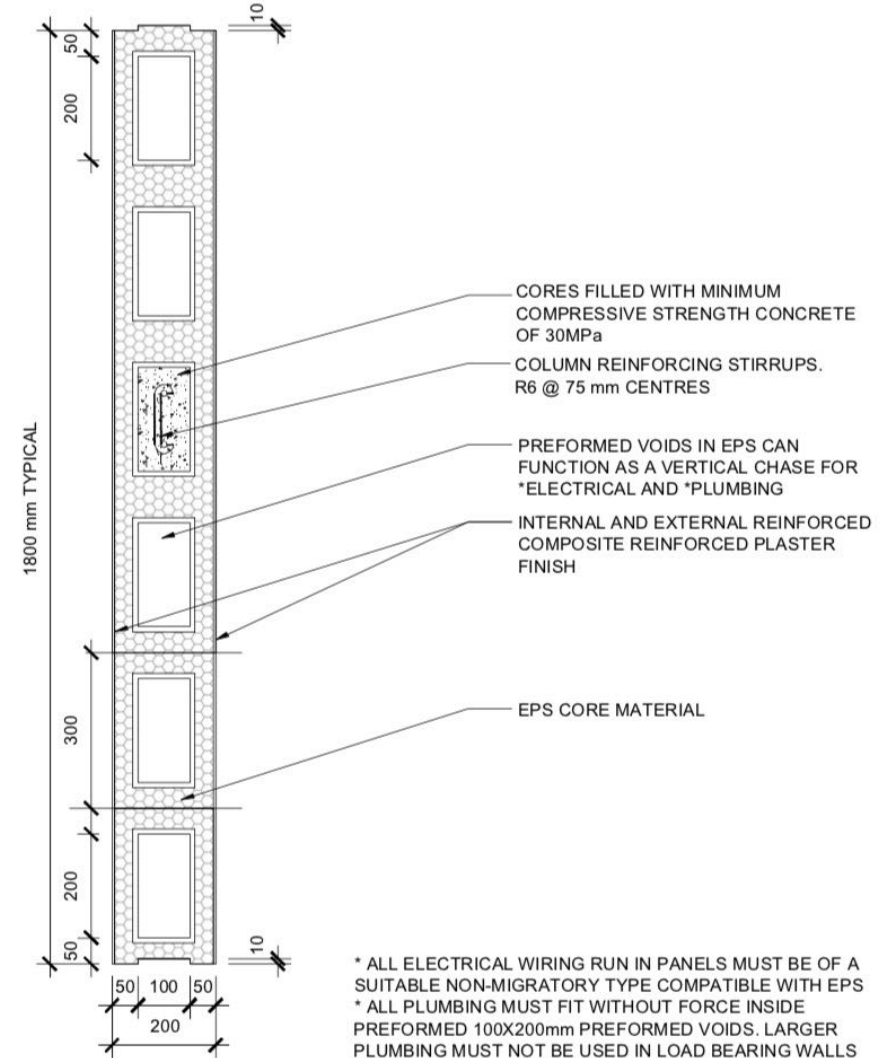 10
50
200
CORES FILLED WITH MINIMUM
COMPRESSIVE STRENGTH CONCRETE
OF 30MPa
COLUMN REINFORCING STIRRUPS.
R6 @ 75 mm CENTRES
1800 mm TYPICAL
PREFORMED VOIDS IN EPS CAN
FUNCTION AS A VERTICAL CHASE FOR
*ELECTRICAL AND *PLUMBING
INTERNAL AND EXTERNAL REINFORCED
COMPOSITE REINFORCED PLASTER
FINISH
300
EPS CORE MATERIAL
200
50
10
50 100 50
200
* ALL ELECTRICAL WIRING RUN IN PANELS MUST BE OF A
SUITABLE NON-MIGRATORY TYPE COMPATIBLE WITH EPS
* ALL PLUMBING MUST FIT WITHOUT FORCE INSIDE
PREFORMED 100X200mm PREFORMED VOIDS. LARGER
PLUMBING MUST NOT BE USED IN LOAD BEARING WALLS